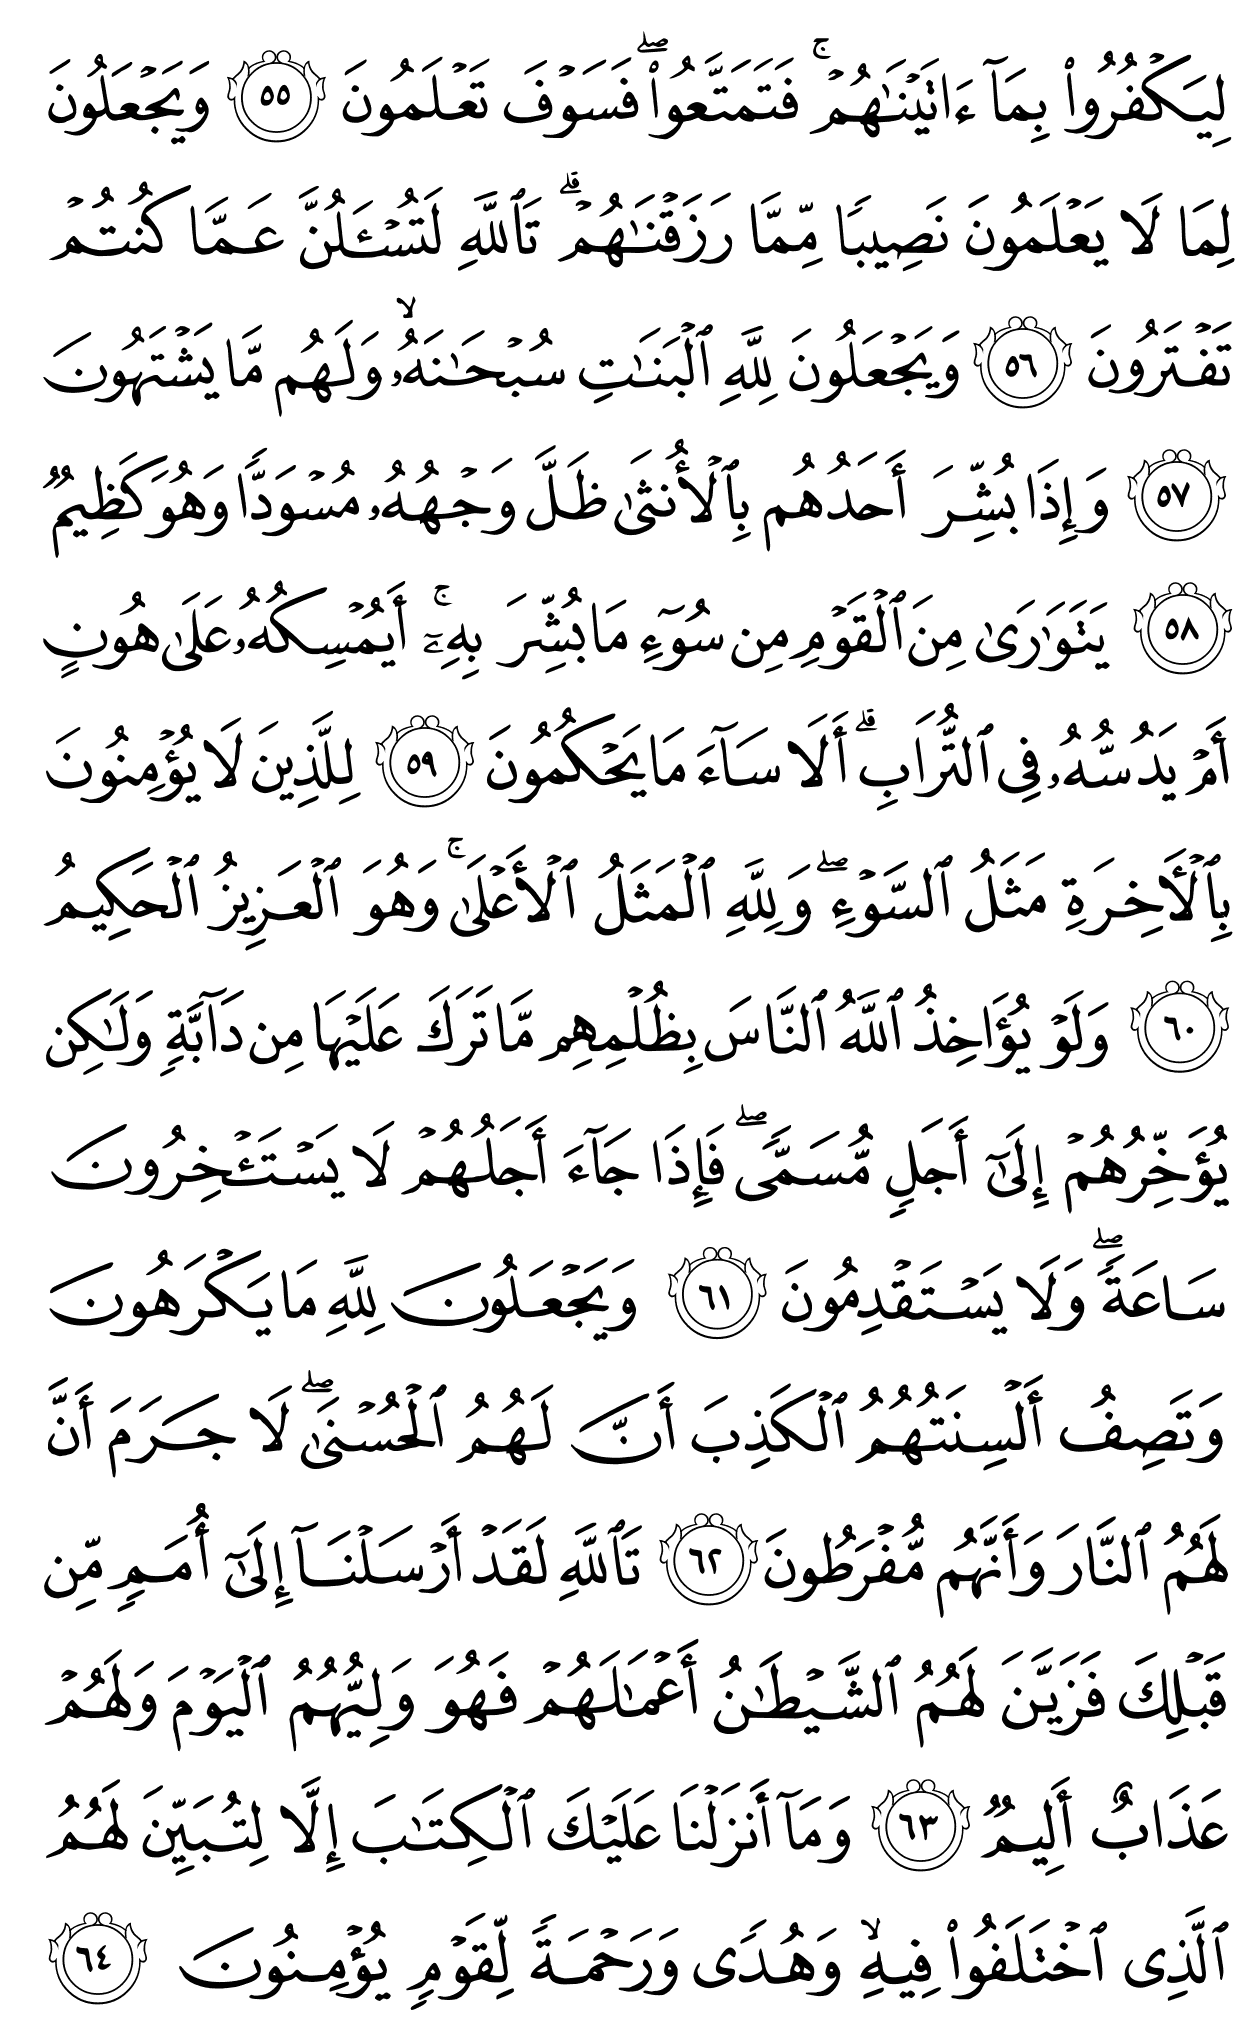 لِيَكۡفُرُواْ بِمَآ ءَاتَيۡنَٰهُمۡۚ فَتَمَتَّعُواْ ۖ فَسَوۡفَ تَعۡلَمُونَ ٥٥ وَيَجۡعَلُونَ
لِمَا لَا يَعۡلَمُونَ نَصِيبٗا مِّمَّا رَزَقۡنَٰهُمۡۗ تَٱللَّهِ لَتُسۡـَٔلُنَّ عَمَّا كُنتُمۡ
تَفۡتَرُونَ ٥٦ وَيَجۡعَلُونَ لِلَّهِ ٱلۡبَنَٰتِ سُبۡحَٰنَهُۥۙ وَلَهُم مَّا يَشۡتَهُونَ
٥٧ وَإِذَا بُشِّرَ أَحَدُهُم بِٱلۡأُنثَىٰ ظَلَّ وَجۡهُهُۥ مُسۡوَدّٗا وَهُوَ كَظِيمٞ
٥٨ يَتَوَٰرَىٰ مِنَ ٱلۡقَوۡمِ مِن سُوٓءِ مَا بُشِّرَ بِهِۦٓۚ أَيُمۡسِكُهُۥ عَلَىٰ هُونٍ
أَمۡ يَدُسُّهُۥ فِي ٱلتُّرَابِۗ أَلَا سَآءَ مَا يَحۡكُمُونَ ٥٩ لِلَّذِينَ لَا يُؤۡمِنُونَ
بِٱلۡأٓخِرَةِ مَثَلُ ٱلسَّوۡءِۖ وَلِلَّهِ ٱلۡمَثَلُ ٱلۡأَعۡلَىٰۚ وَهُوَ ٱلۡعَزِيزُ ٱلۡحَكِيمُ
٦٠ وَلَوۡ يُؤَاخِذُ ٱللَّهُ ٱلنَّاسَ بِظُلۡمِهِم مَّا تَرَكَ عَلَيۡهَا مِن دَآبَّةٖ وَلَٰكِن
يُؤَخِّرُهُمۡ إِلَىٰٓ أَجَلٖ مُّسَمّٗىۖ فَإِذَا جَآءَ أَجَلُهُمۡ لَا يَسۡتَـٔۡخِرُونَ
سَاعَةٗۖ وَلَا يَسۡتَقۡدِمُونَ ٦١ وَيَجۡعَلُونَ لِلَّهِ مَا يَكۡرَهُونَ
وَتَصِفُ أَلۡسِنَتُهُمُ ٱلۡكَذِبَ أَنَّ لَهُمُ ٱلۡحُسۡنَىٰۖ لَا جَرَمَ أَنَّ
لَهُمُ ٱلنَّارَ وَأَنَّهُم مُّفۡرَطُونَ ٦٢ تَٱللَّهِ لَقَدۡ أَرۡسَلۡنَآ إِلَىٰٓ أُمَمٖ مِّن
قَبۡلِكَ فَزَيَّنَ لَهُمُ ٱلشَّيۡطَٰنُ أَعۡمَٰلَهُمۡ فَهُوَ وَلِيُّهُمُ ٱلۡيَوۡمَ وَلَهُمۡ
عَذَابٌ أَلِيمٞ ٦٣ وَمَآ أَنزَلۡنَا عَلَيۡكَ ٱلۡكِتَٰبَ إِلَّا لِتُبَيِّنَ لَهُمُ
ٱلَّذِي ٱخۡتَلَفُواْ فِيهِۙ وَهُدٗى وَرَحۡمَةٗ لِّقَوۡمٖ يُؤۡمِنُونَ ٦٤